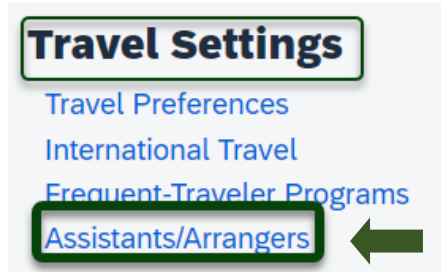 Travel Settings
Travel Preferences
International Travel
Frequent-Traveler Programs
Assistants/Arrangers